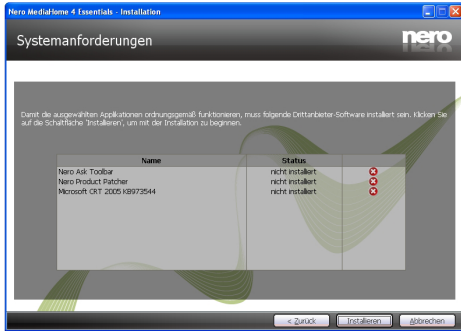 Nero MediaHome 4 Essentials - Installation
Systemanforderungen
nero
Damit die ausgewählten Applikationen ordnungsgemäß funktionieren, muss folgende Drittanbieter-Software installiert sein. Klicken Sie
auf die Schaltfläche 'Installieren', um mit der Installation zu beginnen.
Name Status
Nero Ask Toolbar nicht installiert
Nero Product Patcher nicht installiert
Microsoft CRT 2005 KB973544 nicht installiert
< Zurück Installieren Abbrechen